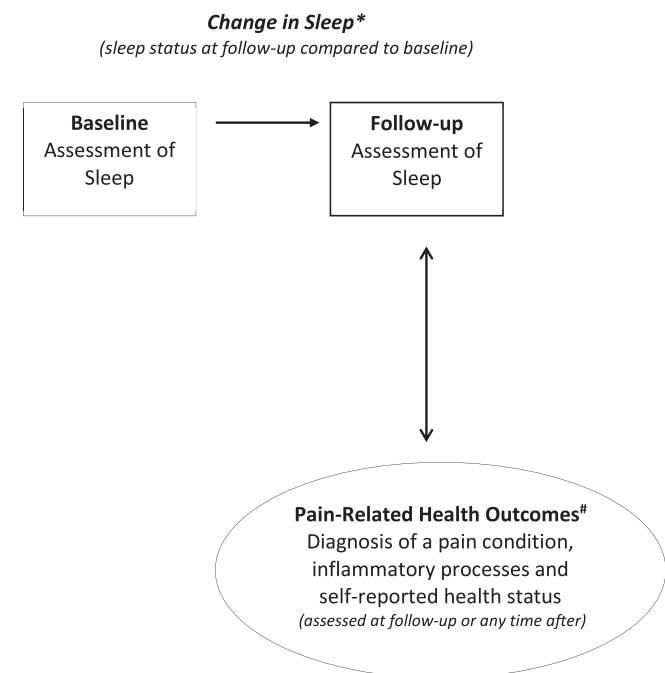 Change in Sleep*
(sleep status at follow-up compared to baseline)
Baseline
Assessment of
Sleep
Follow-up
Assessment of
Sleep
Pain-Related Health Outcomes#
Diagnosis of a pain condition,
inflammatory processes and
self-reported health status
(assessed at follow-up or any time after)